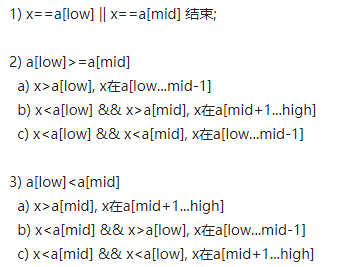 1) x==a[low] || x==a[mid] 结束;
2) a[low]>=a[mid]
a) x>a[low], x在a[low...mid-1]
b) x<a[low] && x>a[mid], x在a[mid+1...high]
c) x<a[low] && x<a[mid], x在a[low...mid-1]
3) a[low]<a[mid]
a) x>a[mid], x在a[mid+1...high]
b) x<a[mid] && x>a[low], x在a[low...mid-1]
c) x<a[mid] && x<a[low], x在a[mid+1...high]